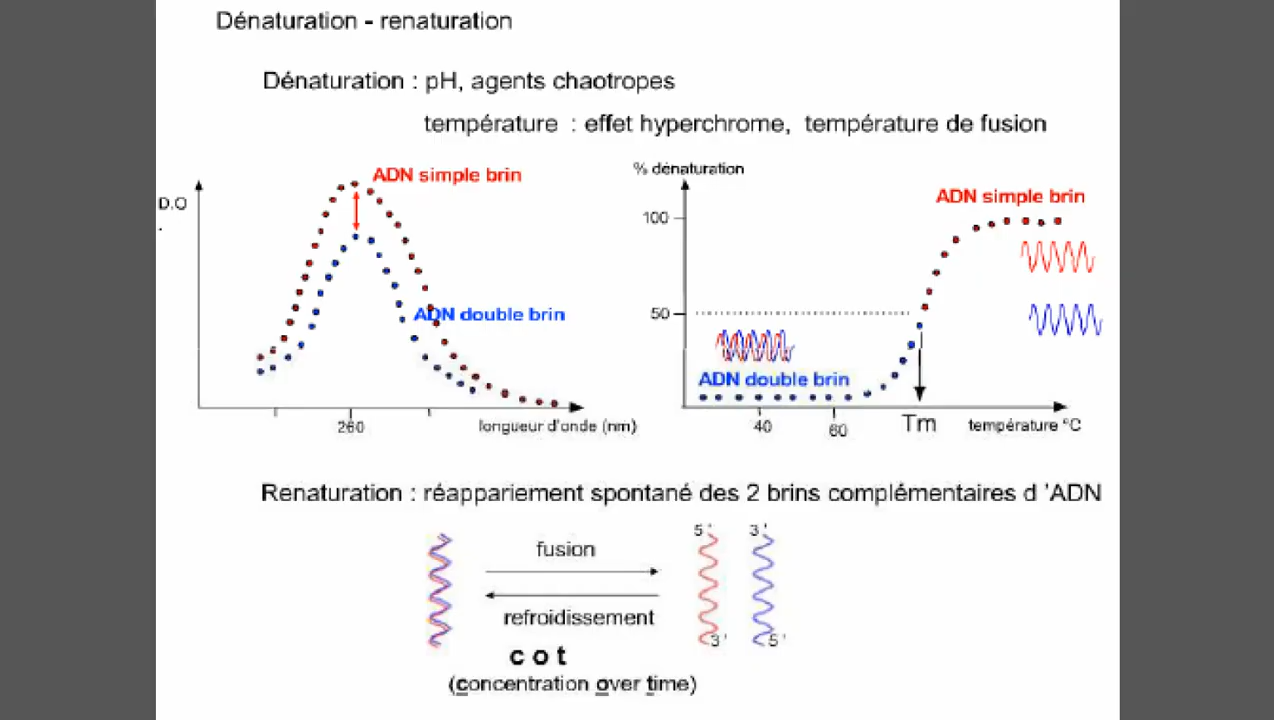 Dénaturation - renaturation
Dénaturation : pH, agents chaotropes
température : effet hyperchrome, température de fusion
ADN simple brin
D.O
.
ADN double brin
260
longueur d'onde (nm)
% dénaturation
ADN simple brin
100
50
ADN double brin
40
60
Tm
température °C
Renaturation : réappariement spontané des 2 brins complémentaires d 'ADN
5 '
3 '
fusion
refroidissement
3 '
5 '
c o t
(concentration over time)